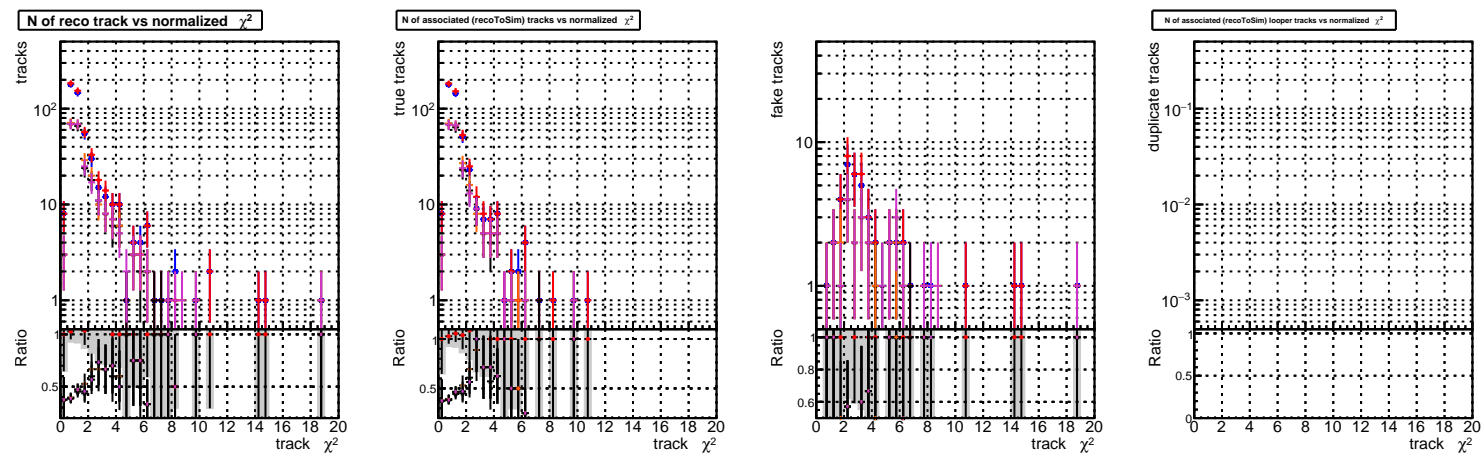 N of reco track vs normalized χ²
tracks
10²
10
1
Ratio
1
0.5
0 2 4 6 8 10 12 14 16 18 20
track χ²
N of associated (recoToSim) tracks vs normalized χ²
true tracks
10²
10
1
Ratio
1
0.5
0 2 4 6 8 10 12 14 16 18 20
track χ²
fake tracks
10
1
Ratio
1
0.8
0.6
0 2 4 6 8 10 12 14 16 18 20
track χ²
N of associated (recoToSim) looper tracks vs normalized χ²
duplicate tracks
10⁻¹
10⁻²
10⁻³
Ratio
1
0.5
0
0 2 4 6 8 10 12 14 16 18 20
track χ²